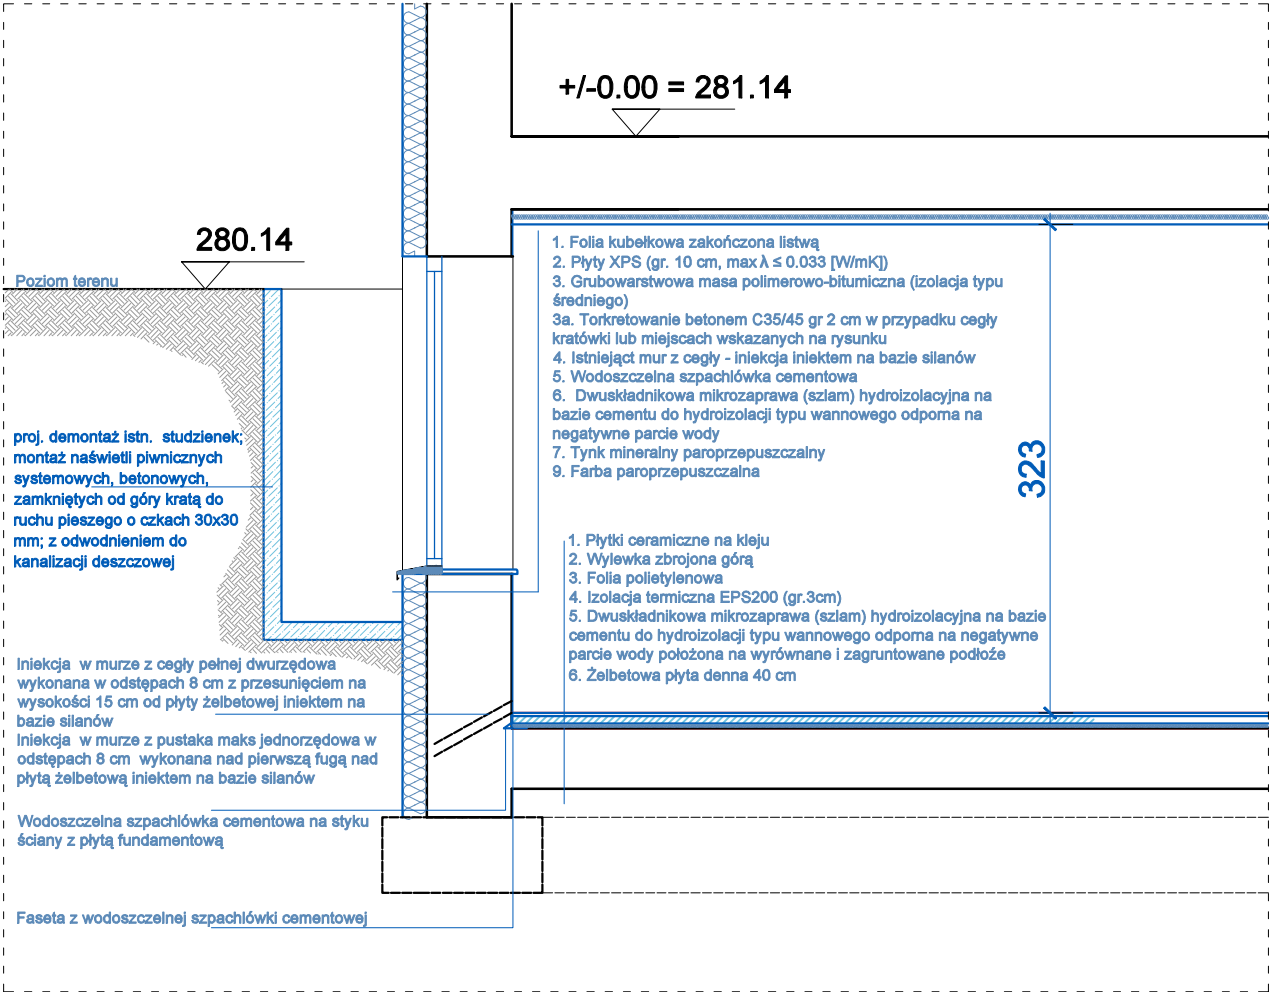 +/-0.00 = 281.14
280.14
Poziom terenu
1. Folia kubełkowa zakończona listwą
2. Płyty XPS (gr. 10 cm, max λ ≤ 0.033 [W/mK])
3. Grubowarstwowa masa polimerowo-bitumiczna (izolacja typu
średniego)
3a. Torkretowanie betonem C35/45 gr 2 cm w przypadku cegły
kratówki lub miejscach wskazanych na rysunku
4. Istniejąct mur z cegły - iniekcja iniektem na bazie silanów
5. Wodoszczelna szpachlówka cementowa
6.  Dwuskładnikowa mikrozaprawa (szlam) hydroizolacyjna na
bazie cementu do hydroizolacji typu wannowego odporna na
negatywne parcie wody
7. Tynk mineralny paroprzepuszczalny
9. Farba paroprzepuszczalna
proj. demontaż istn.  studzienek;
montaż naświetli piwnicznych
systemowych, betonowych,
zamkniętych od góry kratą do
ruchu pieszego o czkach 30x30
mm; z odwodnieniem do
kanalizacji deszczowej
323
1. Płytki ceramiczne na kleju
2. Wylewka zbrojona górą
3. Folia polietylenowa
4. Izolacja termiczna EPS200 (gr.3cm)
5. Dwuskładnikowa mikrozaprawa (szlam) hydroizolacyjna na bazie
cementu do hydroizolacji typu wannowego odporna na negatywne
parcie wody położona na wyrównane i zagruntowane podłoże
6. Żelbetowa płyta denna 40 cm
Iniekcja  w murze z cegły pełnej dwurzędowa
wykonana w odstępach 8 cm z przesunięciem na
wysokości 15 cm od płyty żelbetowej iniektem na
bazie silanów
Iniekcja  w murze z pustaka maks jednorzędowa w
odstępach 8 cm  wykonana nad pierwszą fugą nad
płytą żelbetową iniektem na bazie silanów
Wodoszczelna szpachlówka cementowa na styku
ściany z płytą fundamentową
Faseta z wodoszczelnej szpachlówki cementowej